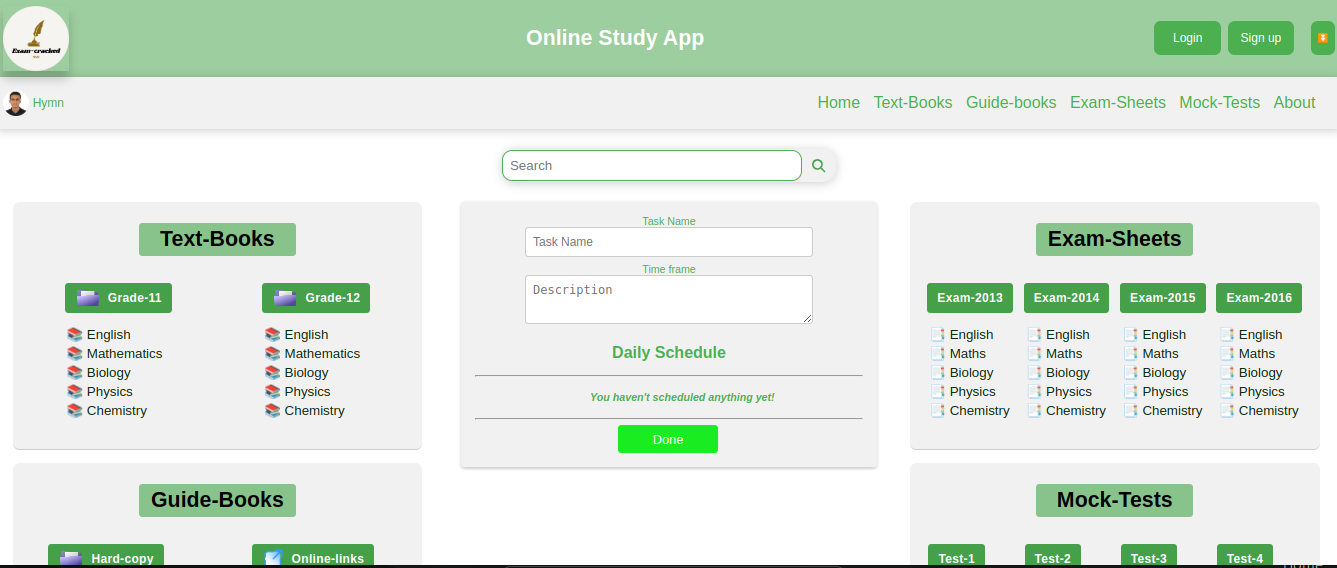 Exam-cracked
Online Study App
Login
Sign up
Hymn
Home Text-Books Guide-books Exam-Sheets Mock-Tests About
Search
Text-Books
Grade-11 Grade-12
English English
Mathematics Mathematics
Biology Biology
Physics Physics
Chemistry Chemistry
Task Name
Task Name
Time frame
Description
Daily Schedule
You haven't scheduled anything yet!
Done
Exam-Sheets
Exam-2013 Exam-2014 Exam-2015 Exam-2016
English English English English
Maths Maths Maths Maths
Biology Biology Biology Biology
Physics Physics Physics Physics
Chemistry Chemistry Chemistry Chemistry
Guide-Books
Hard-copy Online-links
Mock-Tests
Test-1 Test-2 Test-3 Test-4